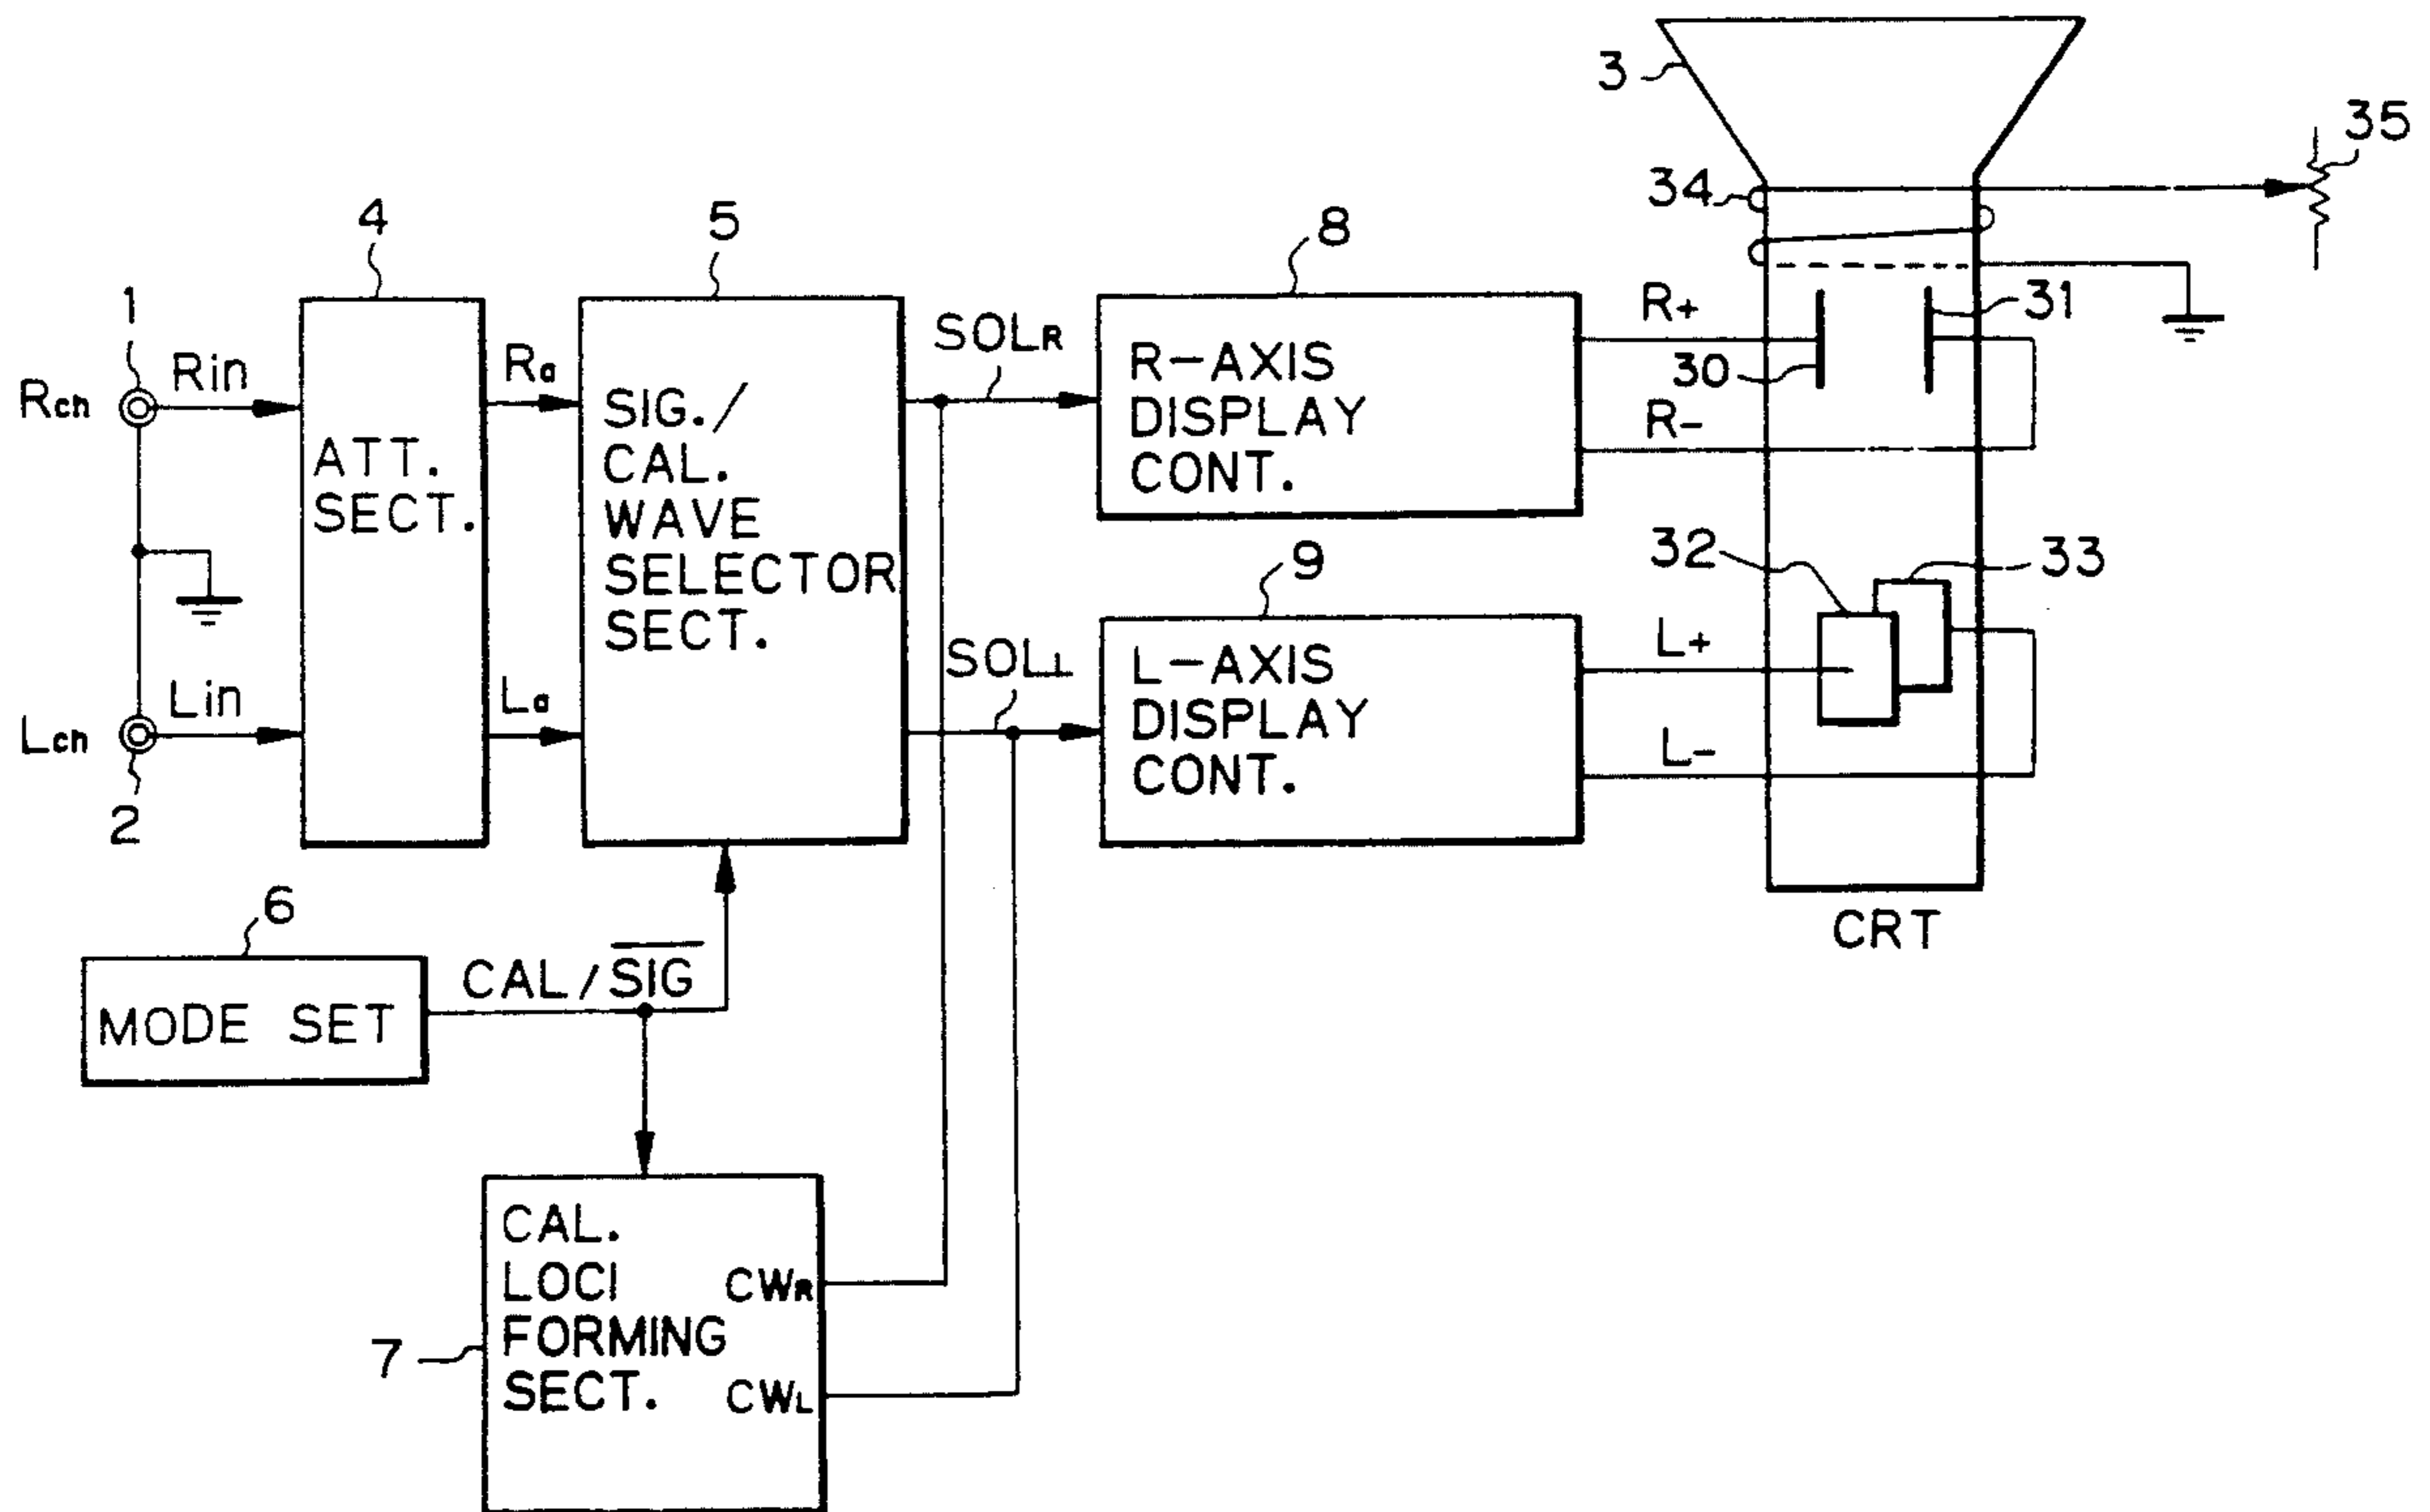 3
35
34
4
5
8
1
Rch
Rin
Ra
SOLR
R+
31
30
R-
ATT.
SECT.
SIG./
CAL.
WAVE
SELECTOR
SECT.
R-AXIS
DISPLAY
CONT.
32
33
9
Lch
Lin
La
SOLL
L-AXIS
DISPLAY
CONT.
L+
L-
2
CRT
6
MODE SET
CAL/SIG
7
CAL.
LOCI
FORMING
SECT.
CWR
CWL